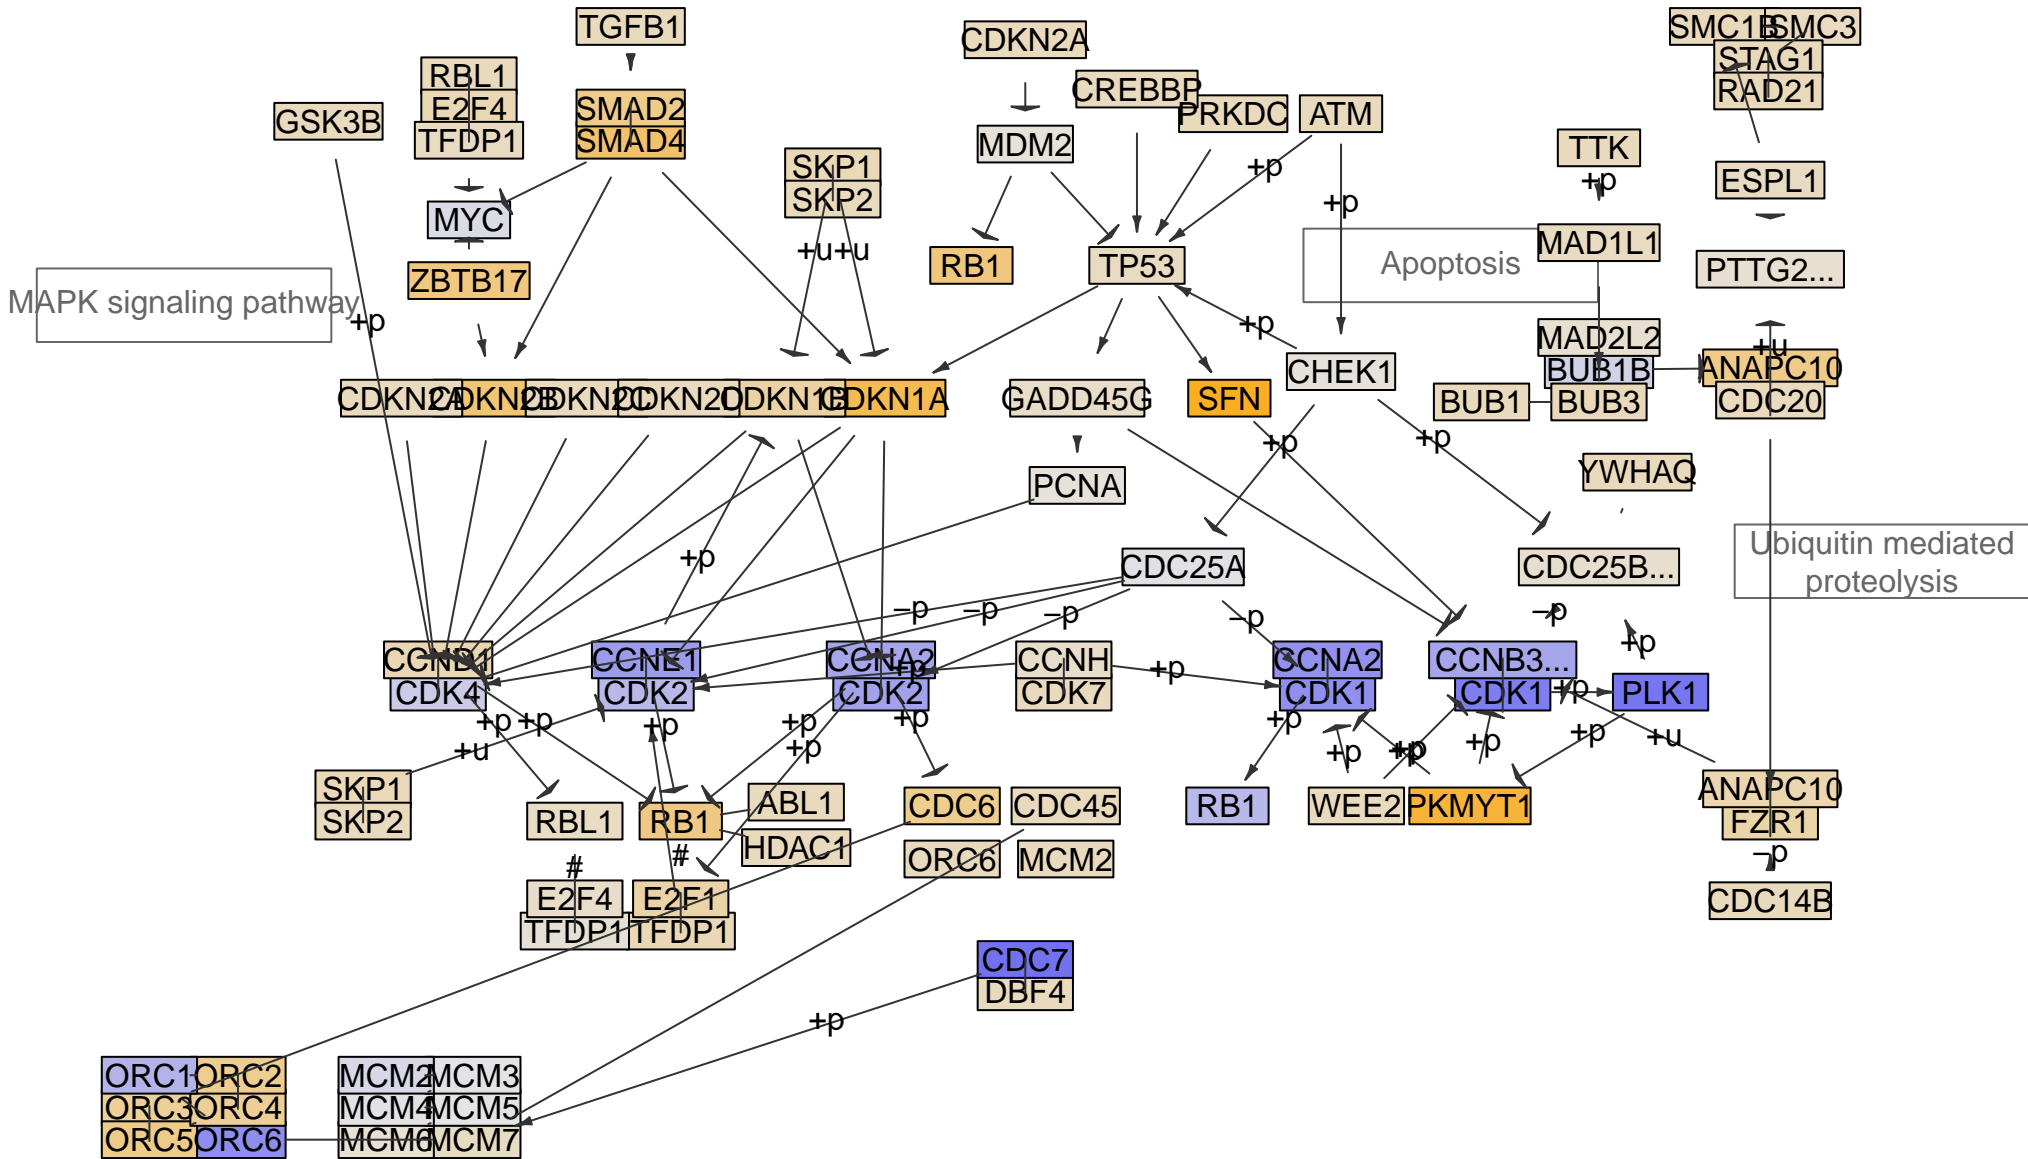 TGFB1
CDKN2A
SMC1B
SMC3
STAG1
RAD21
RBL1
E2F4
TFDP1
GSK3B
SMAD2
SMAD4
CREBBP
PRKDC
ATM
MDM2
TTK
+p
SKP1
SKP2
+p
+p
ESPL1
MYC
+u
+u
RB1
TP53
Apoptosis
MAD1L1
PTTG2...
ZBTB17
MAPK signaling pathway
+p
+p
MAD2L2
+u
BUB1B
ANAPC10
CHEK1
CDKN2A
CDKN2B
CDKN2C
CDKN2D
CDKN1B
CDKN1A
GADD45G
SFN
BUB1
BUB3
CDC20
+p
+p
PCNA
YWHAQ
Ubiquitin mediated
proteolysis
+p
CDC25A
CDC25B...
−p
−p
−p
−p
−p
+p
CCND1
CDK4
CCNE1
CDK2
CCNA2
CDK2
+p
CCNH
CDK7
+p
CCNA2
CDK1
CCNB3...
CDK1
+p
PLK1
+p
+p
+u
+p
+p
+p
+p
+p
+p
+p
+p
+p
+p
+u
SKP1
SKP2
RBL1
RB1
ABL1
HDAC1
CDC6
CDC45
ORC6
MCM2
RB1
WEE2
PKMYT1
ANAPC10
FZR1
−p
CDC14B
#
#
E2F4
TFDP1
E2F1
TFDP1
CDC7
DBF4
+p
ORC1
ORC2
MCM2
MCM3
ORC3
ORC4
MCM4
MCM5
ORC5
ORC6
MCM6
MCM7